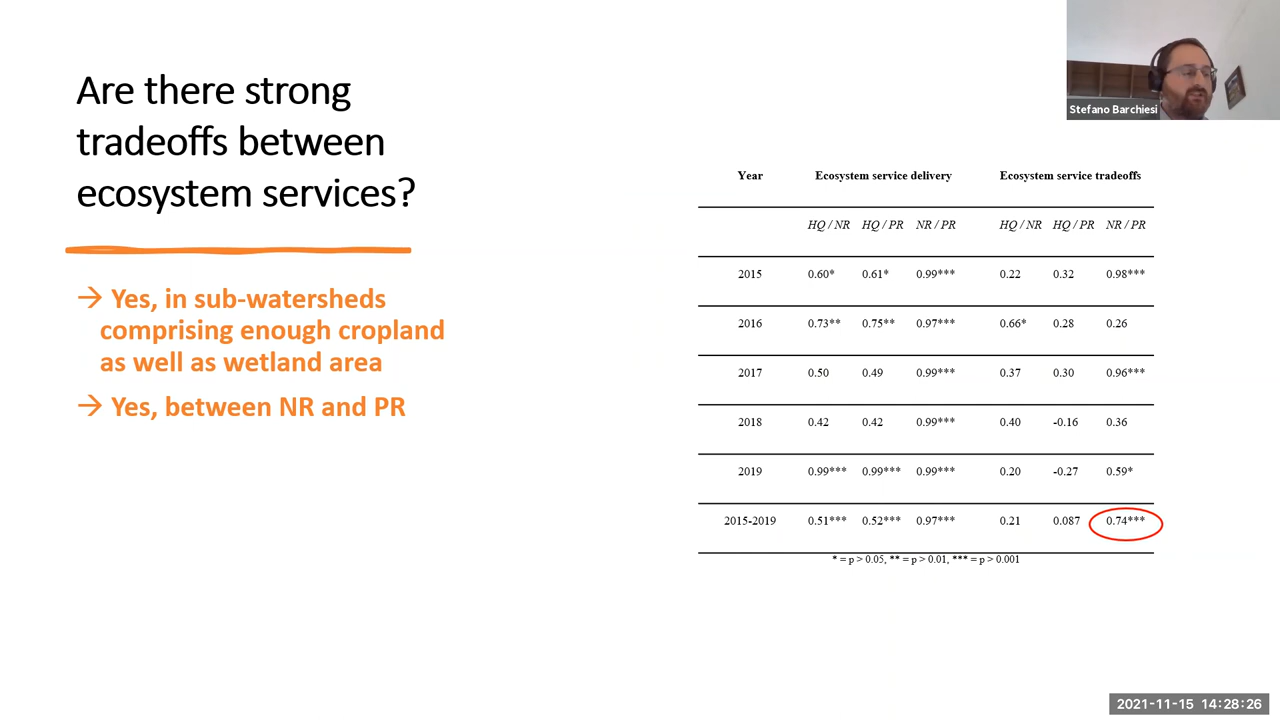 Are there strong
tradeoffs between
ecosystem services?
→ Yes, in sub-watersheds
comprising enough cropland
as well as wetland area
→ Yes, between NR and PR
Stefano Barchiesi
Year Ecosystem service delivery Ecosystem service tradeoffs
HQ / NR HQ / PR NR / PR HQ / NR HQ / PR NR / PR
2015 0.60* 0.61* 0.99*** 0.22 0.32 0.98***
2016 0.73** 0.75** 0.97*** 0.66* 0.28 0.26
2017 0.50 0.49 0.99*** 0.37 0.30 0.96***
2018 0.42 0.42 0.99*** 0.40 -0.16 0.36
2019 0.99*** 0.99*** 0.99*** 0.20 -0.27 0.59*
2015-2019 0.51*** 0.52*** 0.97*** 0.21 0.087 0.74***
* = p > 0.05, ** = p > 0.01, *** = p > 0.001
2021-11-15 14:28:26